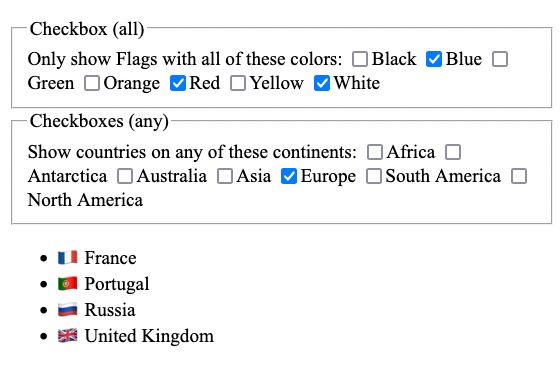 Checkbox (all)
Only show Flags with all of these colors: Black Blue
Green Orange Red Yellow White
Checkboxes (any)
Show countries on any of these continents: Africa
Antarctica Australia Asia Europe South America
North America
France
Portugal
Russia
United Kingdom